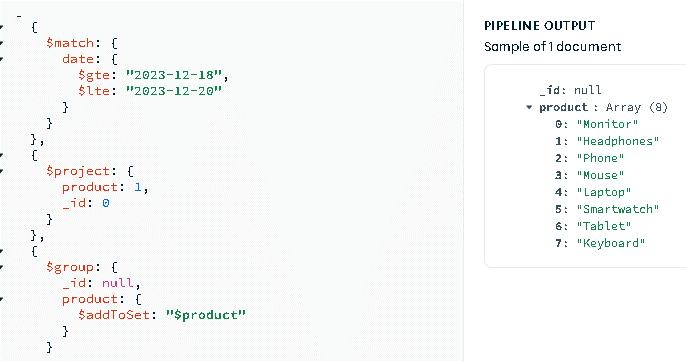 [
{
$match: {
date: {
$gte: "2023-12-18",
$lte: "2023-12-20"
}
}
},
{
$project: {
product: 1,
_id: 0
}
},
{
$group: {
_id: null,
product: {
$addToSet: "$product"
}
}
PIPELINE OUTPUT
Sample of 1 document
_id: null
product : Array (8)
0: "Monitor"
1: "Headphones"
2: "Phone"
3: "Mouse"
4: "Laptop"
5: "Smartwatch"
6: "Tablet"
7: "Keyboard"